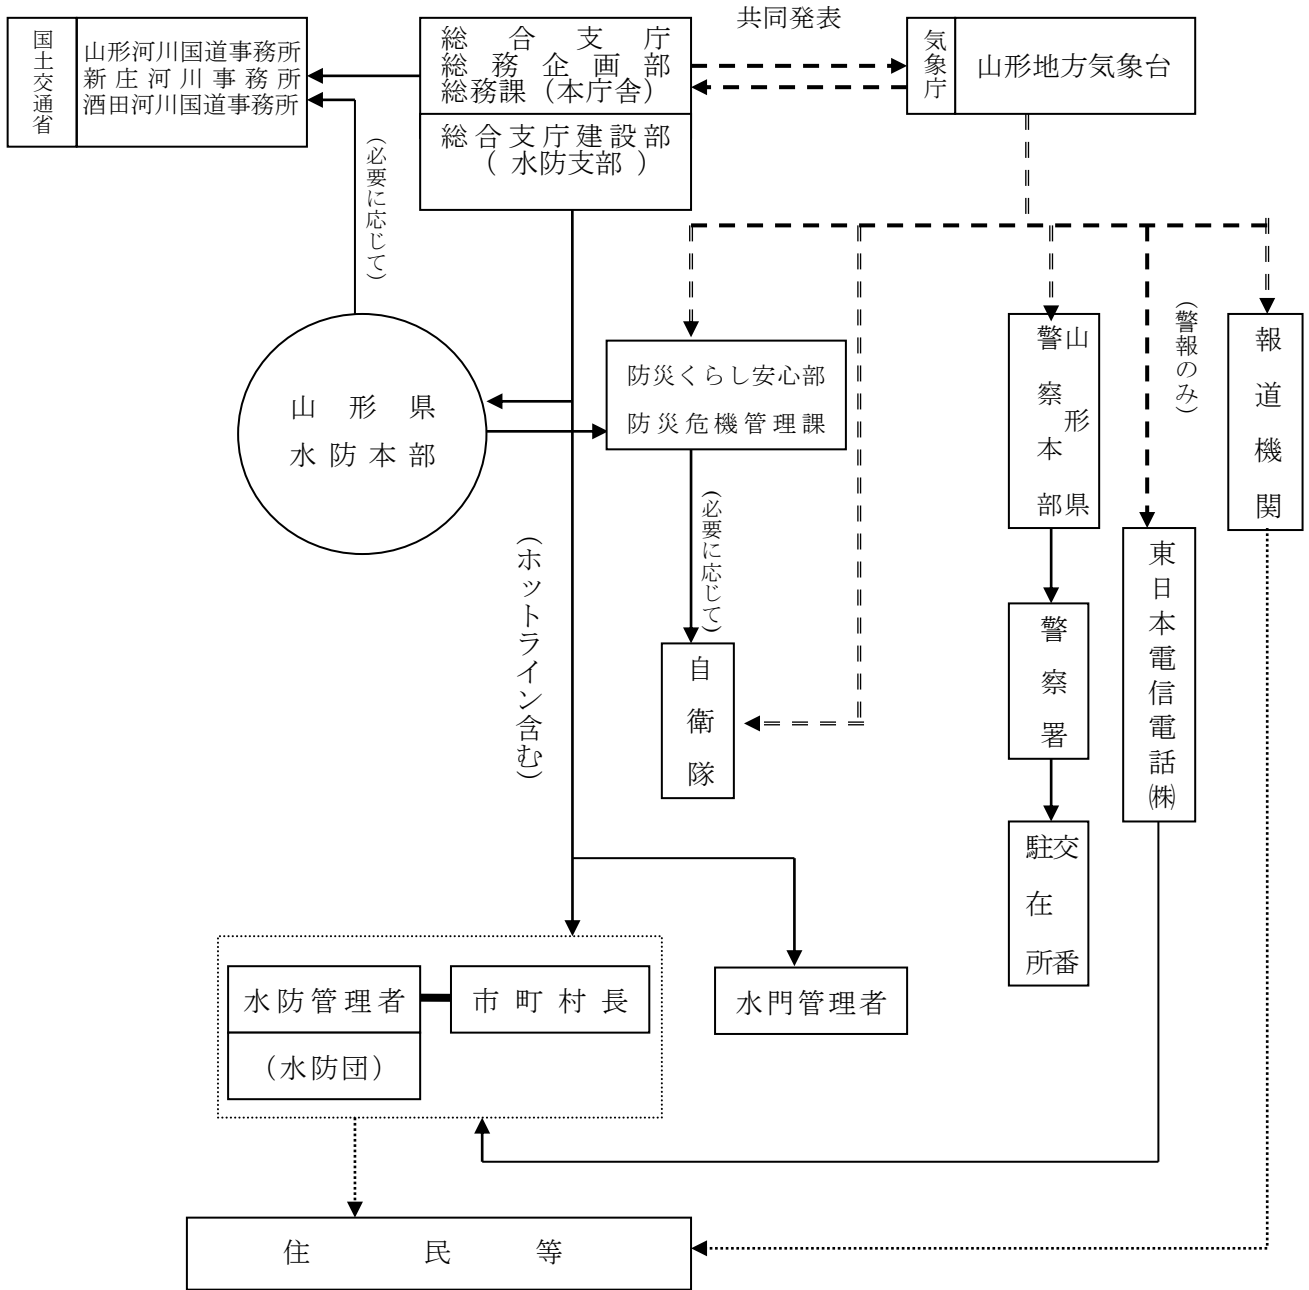 共同発表
国土交通省
山形河川国道事務所
新庄河川事務所
酒田河川国道事務所
総合支庁
総務企画部
総務課（本庁舎）
総合支庁建設部
（水防支部）
気象庁
山形地方気象台
（必要に応じて）
山形県
水防本部
防災くらし安心部
防災危機管理課
（必要に応じて）
自衛隊
（ホットライン含む）
山形県
警察本部
警察署
交番
駐在所
（警報のみ）
東日本電信電話㈱
報道機関
水防管理者
（水防団）
市町村長
水門管理者
住民等